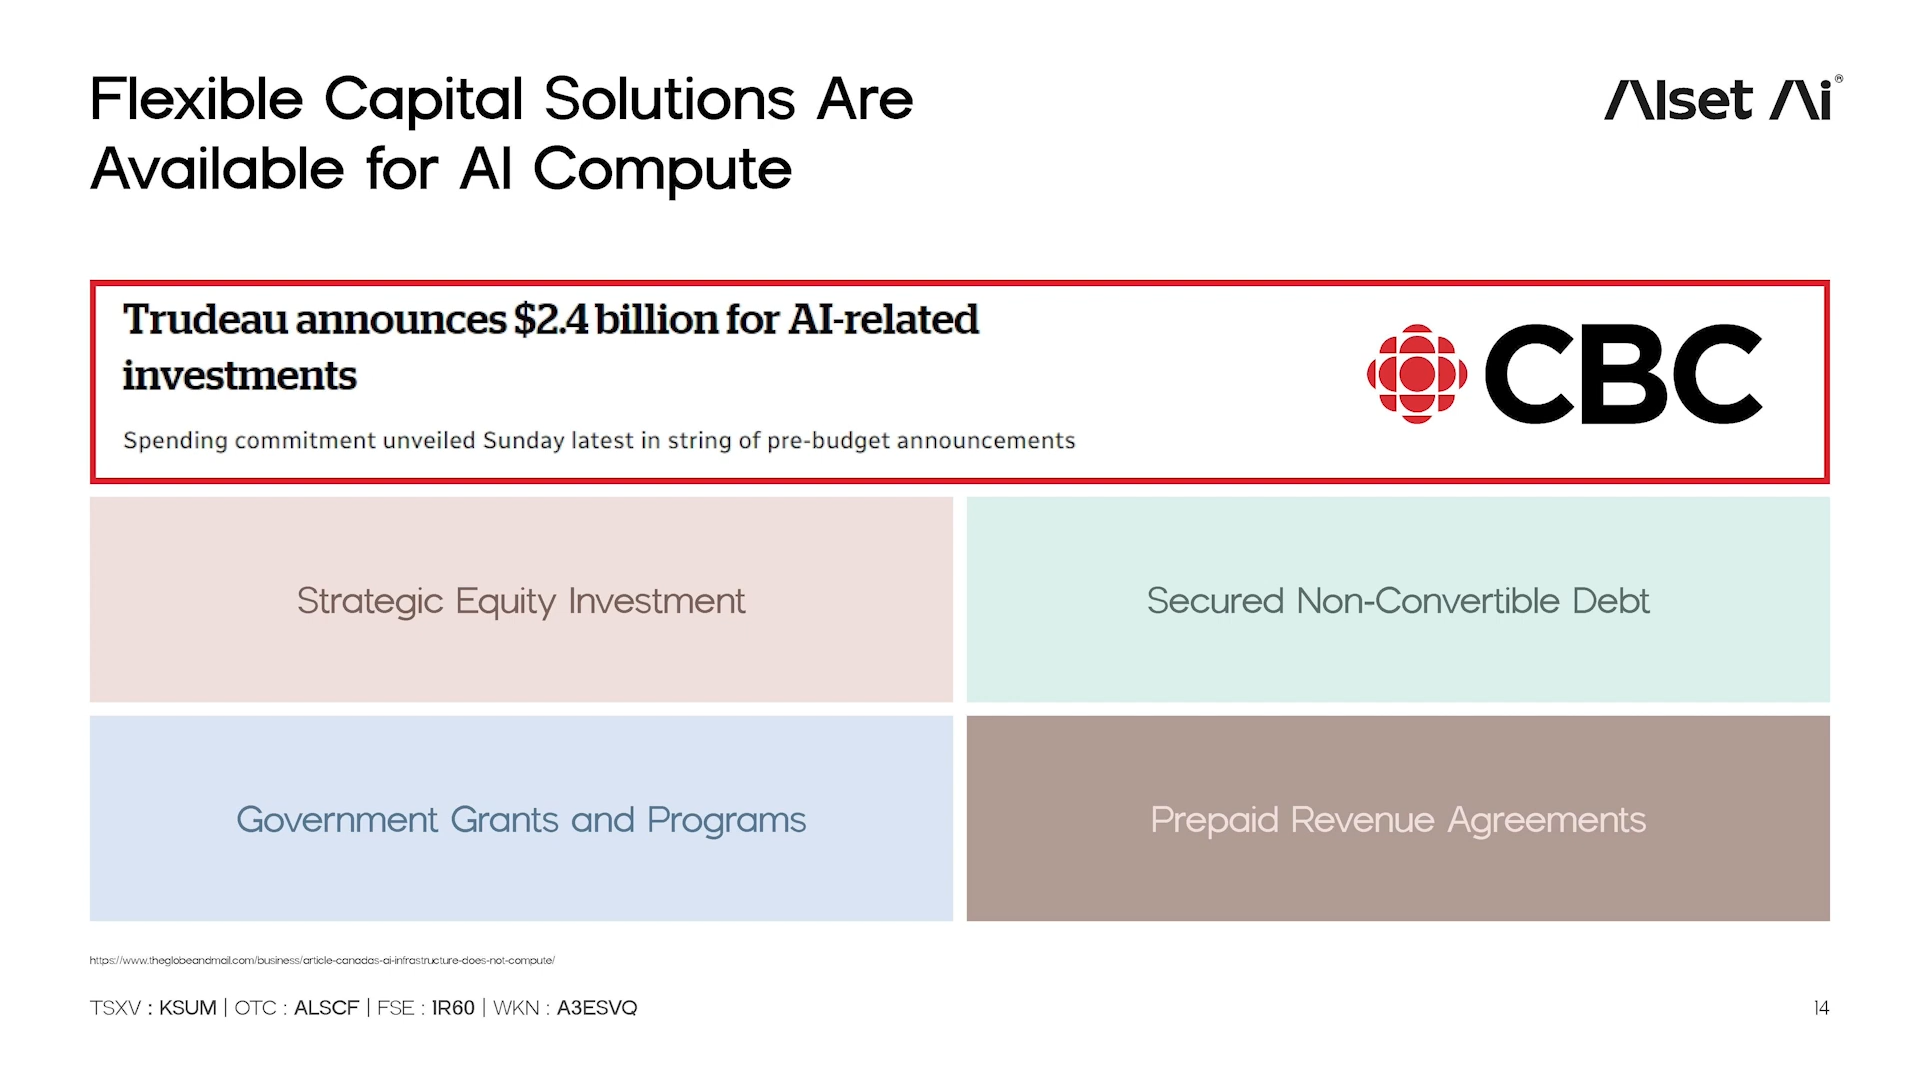 Flexible Capital Solutions Are
Available for AI Compute
Alset Ai®
Trudeau announces $2.4 billion for AI-related
investments
Spending commitment unveiled Sunday latest in string of pre-budget announcements
CBC
Strategic Equity Investment
Secured Non-Convertible Debt
Government Grants and Programs
Prepaid Revenue Agreements
https://www.theglobeandmail.com/business/article-canadas-ai-infrastructure-does-not-compute/
TSXV : KSUM | OTC : ALSCF | FSE : 1R60 | WKN : A3ESVQ
14